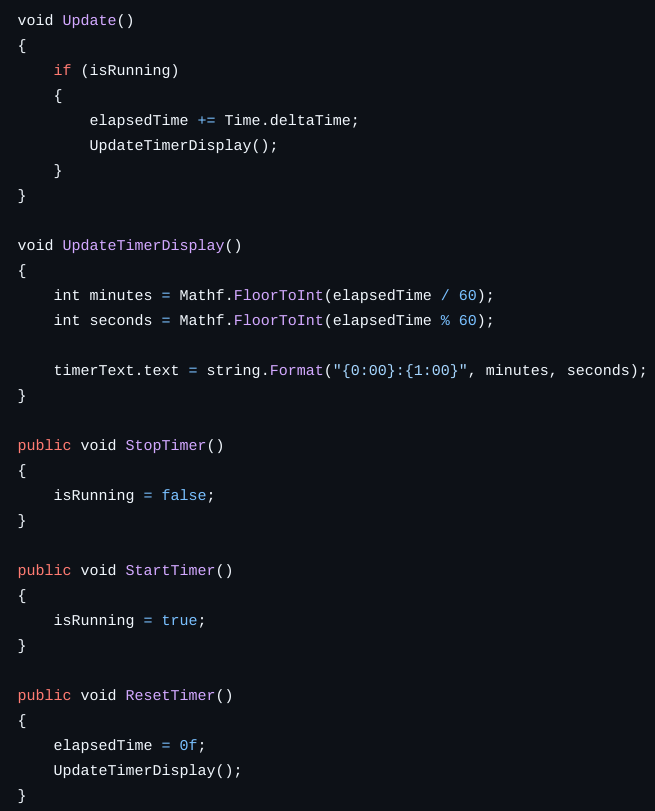 void Update()
{
    if (isRunning)
    {
        elapsedTime += Time.deltaTime;
        UpdateTimerDisplay();
    }
}

void UpdateTimerDisplay()
{
    int minutes = Mathf.FloorToInt(elapsedTime / 60);
    int seconds = Mathf.FloorToInt(elapsedTime % 60);

    timerText.text = string.Format("{0:00}:{1:00}", minutes, seconds);
}

public void StopTimer()
{
    isRunning = false;
}

public void StartTimer()
{
    isRunning = true;
}

public void ResetTimer()
{
    elapsedTime = 0f;
    UpdateTimerDisplay();
}